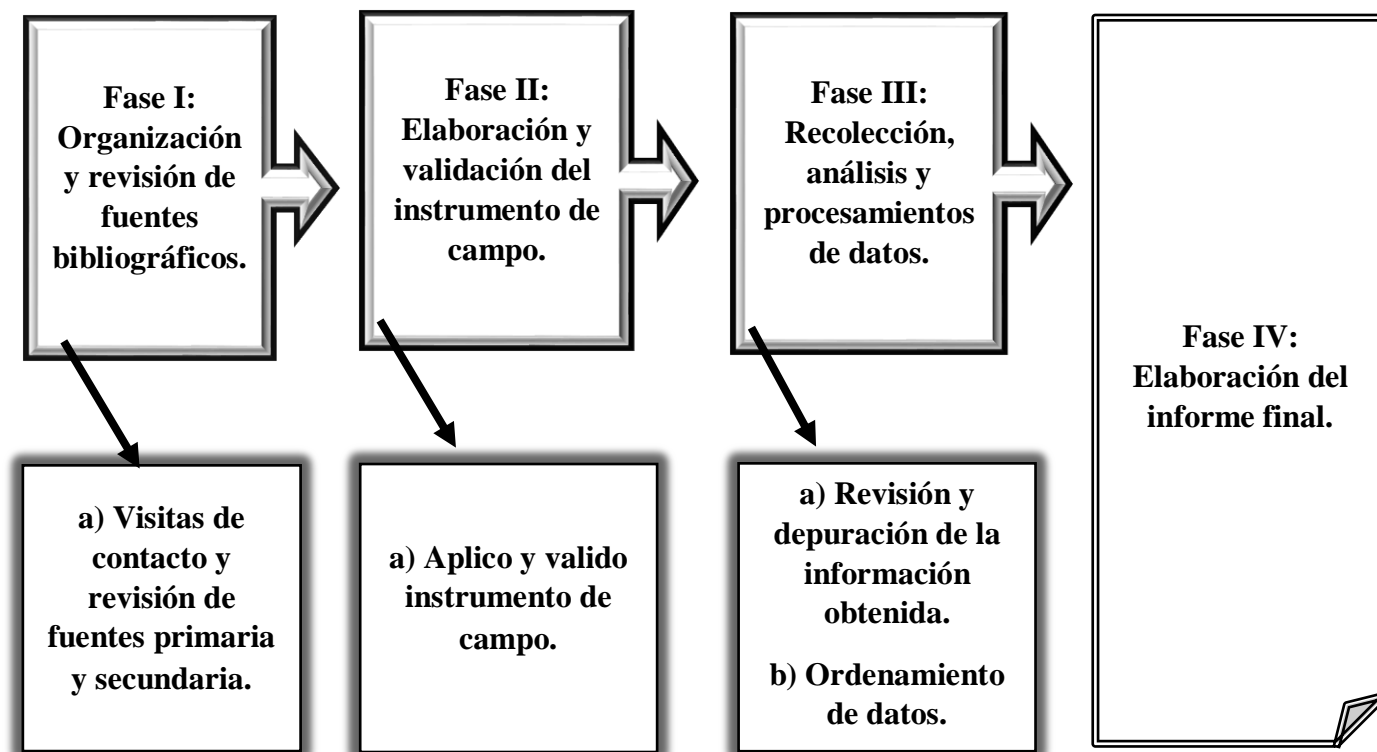 Fase I:
Organización
y revisión de
fuentes
bibliográficos.
Fase II:
Elaboración y
validación del
instrumento de
campo.
Fase III:
Recolección,
análisis y
procesamientos
de datos.
Fase IV:
Elaboración del
informe final.
a) Visitas de
contacto y
revisión de
fuentes primaria
y secundaria.
a) Aplico y valido
instrumento de
campo.
a) Revisión y
depuración de la
información
obtenida.
b) Ordenamiento
de datos.